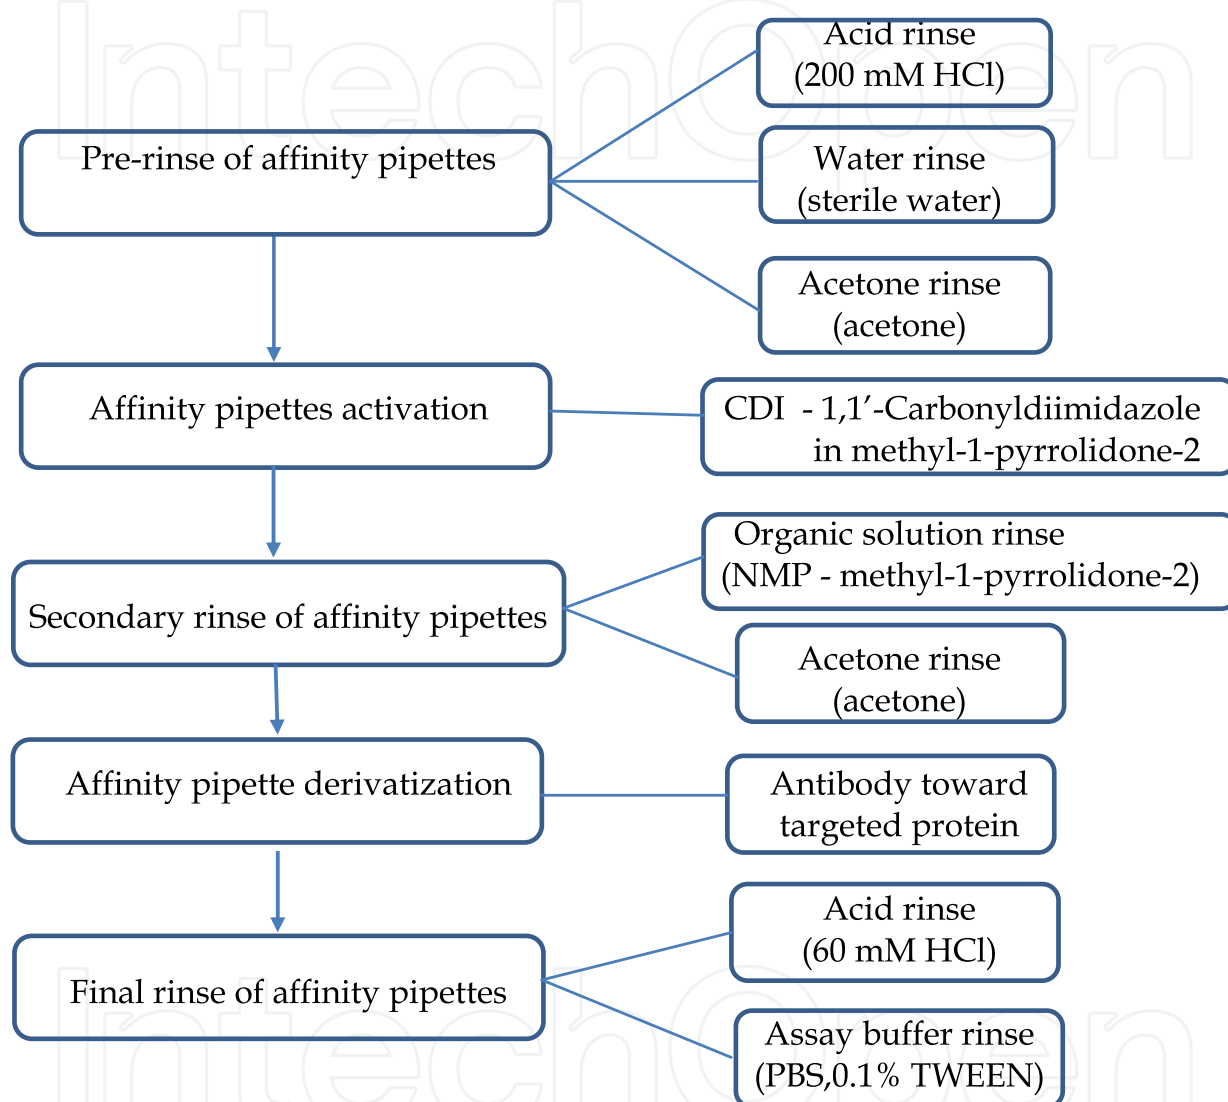 IntechOpen
Acid rinse
(200 mM HCl)
Pre-rinse of affinity pipettes
Water rinse
(sterile water)
Acetone rinse
(acetone)
Affinity pipettes activation
CDI - 1,1′-Carbonyldiimidazole
in methyl-1-pyrrolidone-2
Organic solution rinse
(NMP - methyl-1-pyrrolidone-2)
Secondary rinse of affinity pipettes
Acetone rinse
(acetone)
Affinity pipette derivatization
Antibody toward
targeted protein
Acid rinse
(60 mM HCl)
Final rinse of affinity pipettes
Assay buffer rinse
(PBS,0.1% TWEEN)
IntechOpen